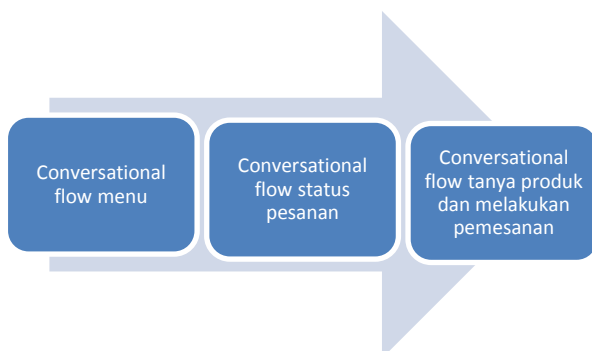 Conversational
flow menu
Conversational
flow status
pesanan
Conversational
flow tanya produk
dan melakukan
pemesanan